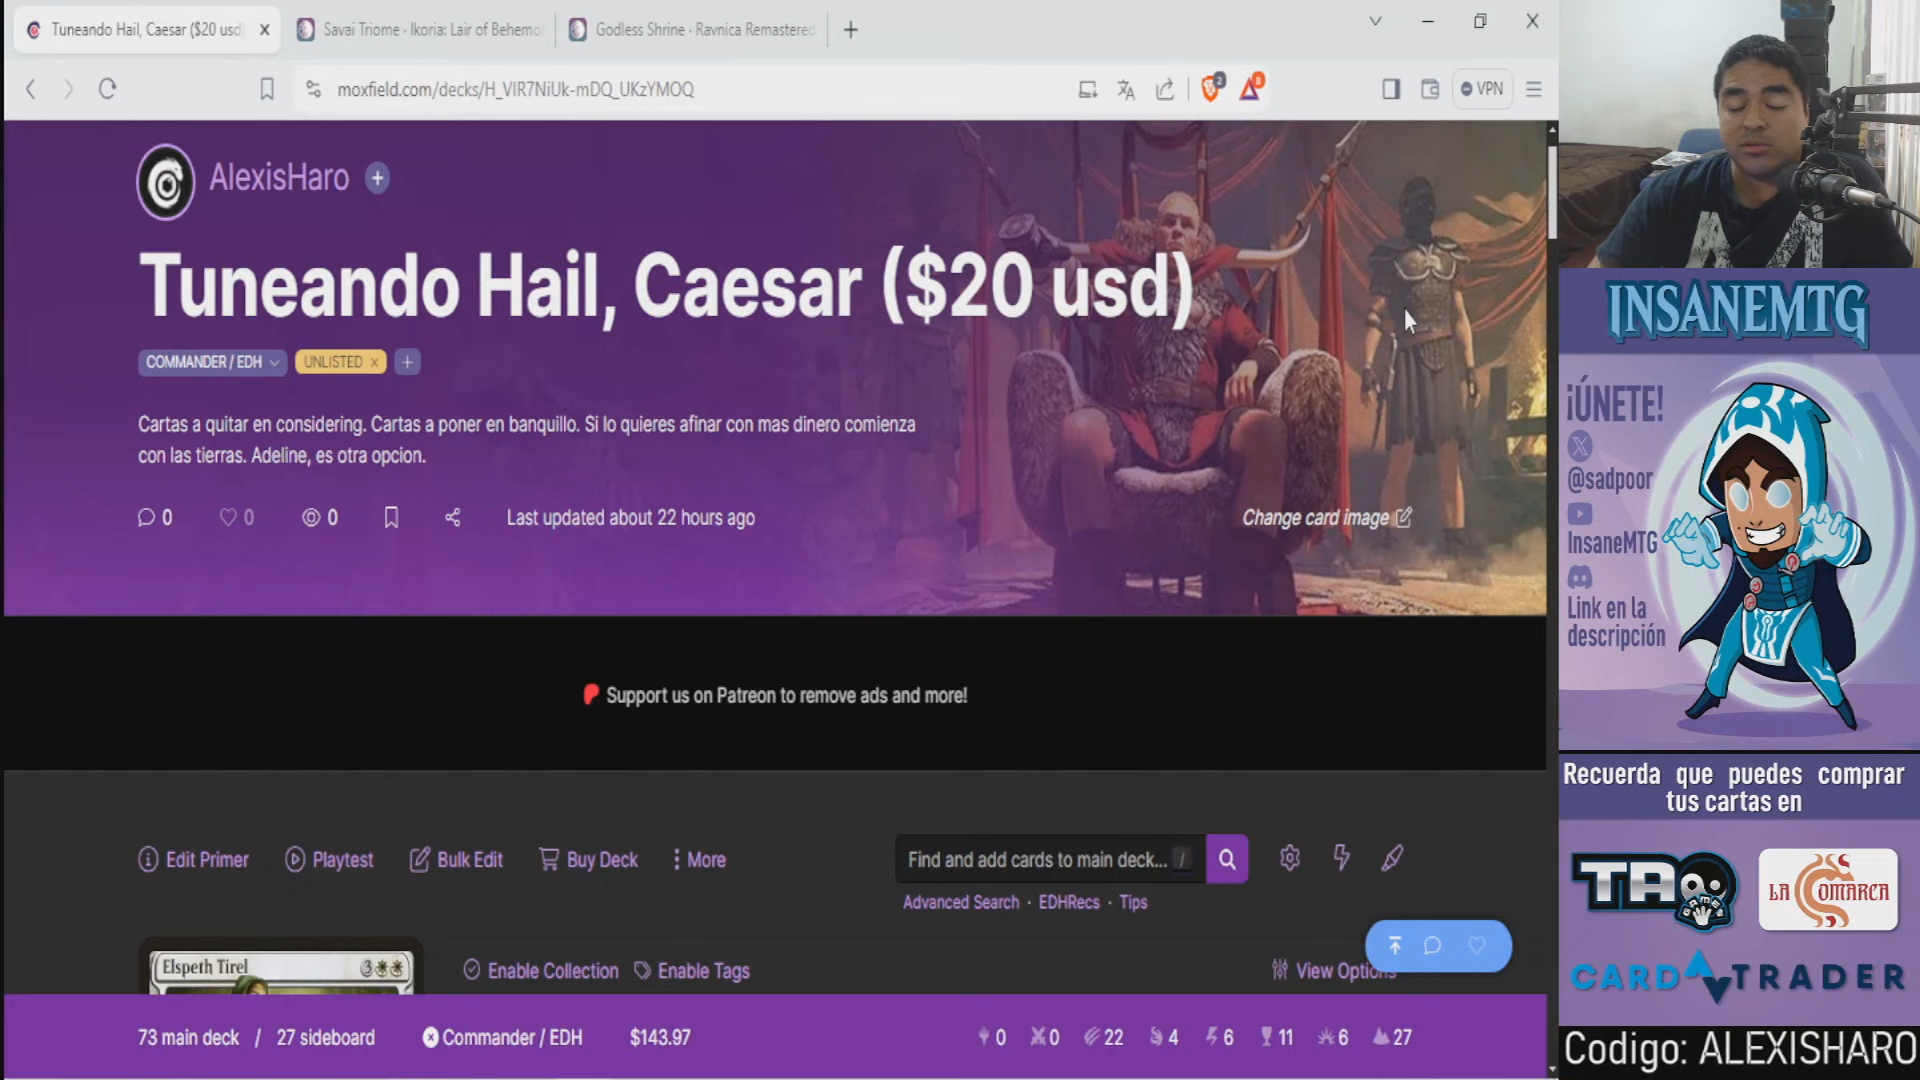 Tuneando Hail, Caesar ($20 usd
Savai Triome · Ikoria: Lair of Behemo
Godless Shrine · Ravnica Remastered
moxfield.com/decks/H_VIR7NiUk-mDQ_UKzYMOQ
2
8
VPN
AlexisHaro
Tuneando Hail, Caesar ($20 usd)
COMMANDER / EDH
UNLISTED ×
Cartas a quitar en considering. Cartas a poner en banquillo. Si lo quieres afinar con mas dinero comienza
con las tierras. Adeline, es otra opcion.
0
0
0
Last updated about 22 hours ago
Change card image
Support us on Patreon to remove ads and more!
Edit Primer
Playtest
Bulk Edit
Buy Deck
More
Find and add cards to main deck... /
Advanced Search · EDHRecs · Tips
Elspeth Tirel 3
Enable Collection
Enable Tags
View Options
73 main deck / 27 sideboard
Commander / EDH
$143.97
0 0 22 4 6 11 6 27
INSANEMTG
¡ÚNETE!
@sadpoor
InsaneMTG
Link en la
descripción
Recuerda que puedes comprar
tus cartas en
TAO
GAMES
LA COMARCA
CARD TRADER
Codigo: ALEXISHARO